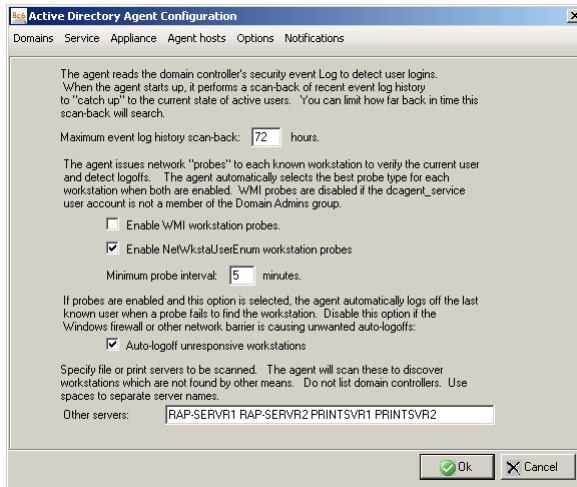 8e6 Active Directory Agent Configuration
Domains Service Appliance Agent hosts Options Notifications
The agent reads the domain controller's security event Log to detect user logins.
When the agent starts up, it performs a scan-back of recent event log history
to "catch up" to the current state of active users. You can limit how far back in time this
scan-back will search.
Maximum event log history scan-back: 72 hours.
The agent issues network "probes" to each known workstation to verify the current user
and detect logoffs. The agent automatically selects the best probe type for each
workstation when both are enabled. WMI probes are disabled if the dcagent_service
user account is not a member of the Domain Admins group.
Enable WMI workstation probes.
Enable NetWkstaUserEnum workstation probes
Minimum probe interval: 5 minutes.
If probes are enabled and this option is selected, the agent automatically logs off the last
known user when a probe fails to find the workstation. Disable this option if the
Windows firewall or other network barrier is causing unwanted auto-logoffs:
Auto-logoff unresponsive workstations
Specify file or print servers to be scanned. The agent will scan these to discover
workstations which are not found by other means. Do not list domain controllers. Use
spaces to separate server names.
Other servers: RAP-SERVR1 RAP-SERVR2 PRINTSVR1 PRINTSVR2
Ok Cancel